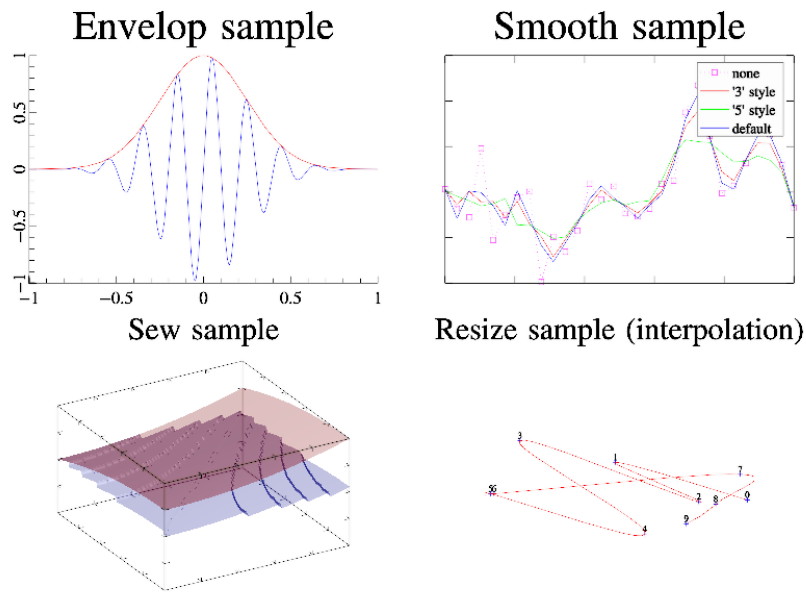 Envelop sample
Smooth sample
1
0.5
0
−0.5
−1
−1
−0.5
0
0.5
1
none
'3' style
'5' style
default
Sew sample
Resize sample (interpolation)
3
1
7
56
2
8
0
9
4